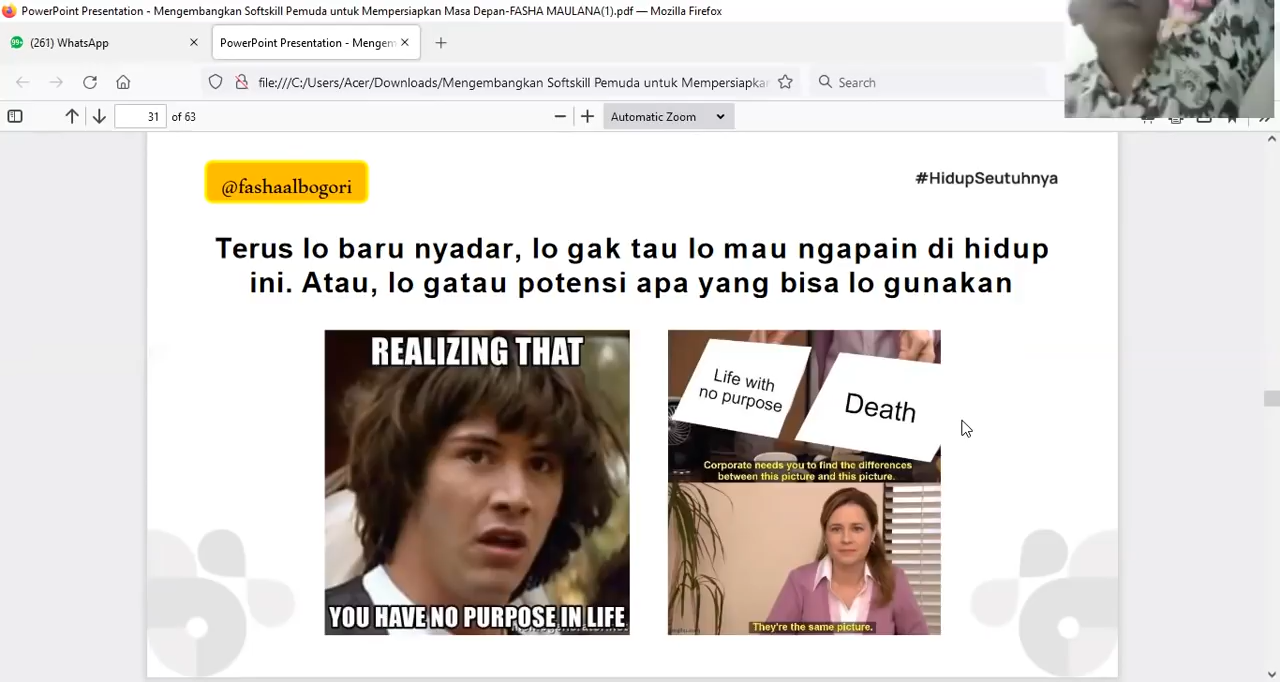 PowerPoint Presentation - Mengembangkan Softskill Pemuda untuk Mempersiapkan Masa Depan-FASHA MAULANA(1).pdf — Mozilla Firefox
99+
(261) WhatsApp
PowerPoint Presentation - Mengem
file:///C:/Users/Acer/Downloads/Mengembangkan Softskill Pemuda untuk Mempersiapka
Search
31 of 63
Automatic Zoom
@fashaalbogori
#HidupSeutuhnya
Terus lo baru nyadar, lo gak tau lo mau ngapain di hidup
ini. Atau, lo gatau potensi apa yang bisa lo gunakan
REALIZING THAT
YOU HAVE NO PURPOSE IN LIFE
Life with
no purpose
Death
Corporate needs you to find the differences
between this picture and this picture.
They're the same picture.